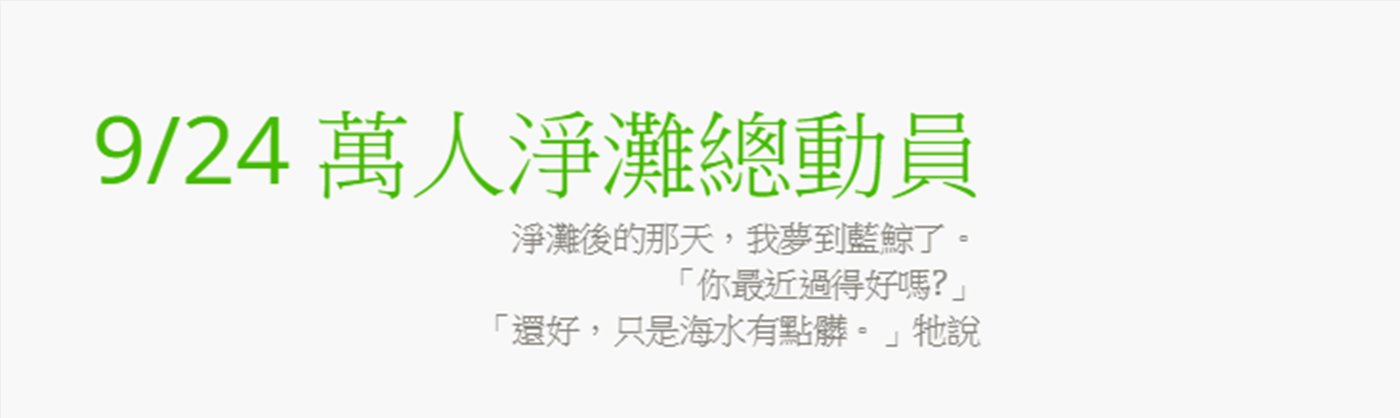 9/24 萬人淨灘總動員
淨灘後的那天，我夢到藍鯨了。
「你最近過得好嗎?」
「還好，只是海水有點髒。」牠說